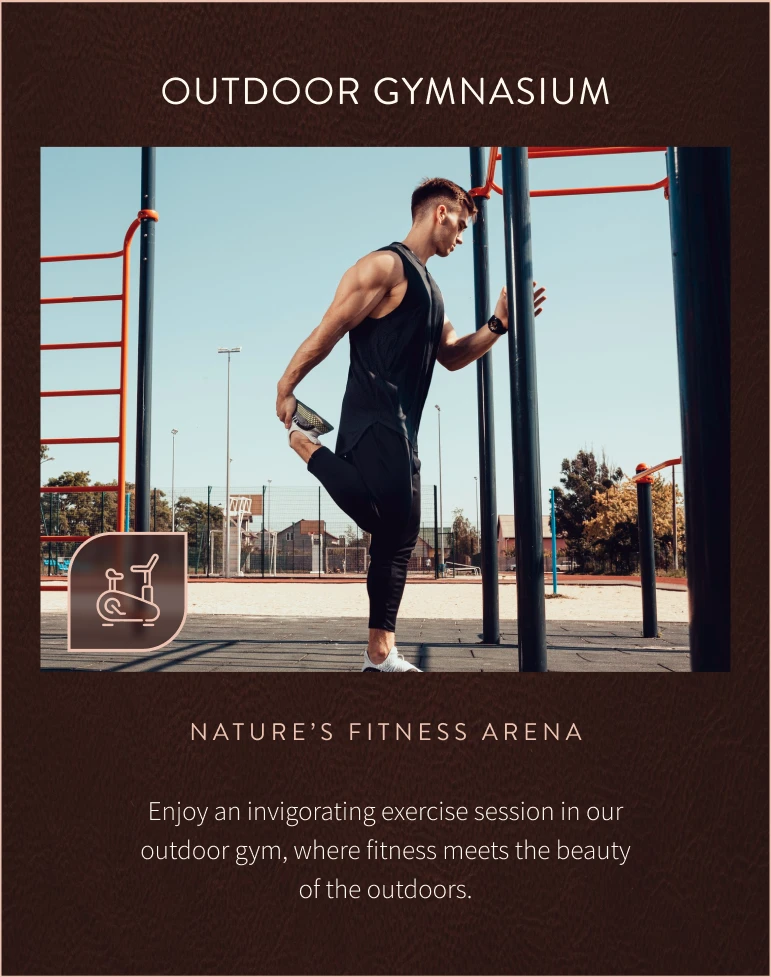 OUTDOOR GYMNASIUM
NATURE’S FITNESS ARENA
Enjoy an invigorating exercise session in our
outdoor gym, where fitness meets the beauty
of the outdoors.